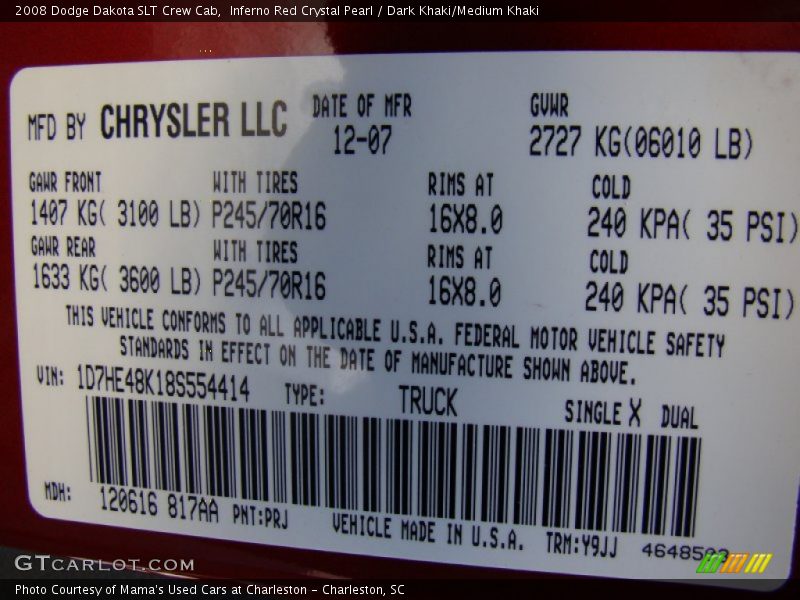 2008 Dodge Dakota SLT Crew Cab,  Inferno Red Crystal Pearl / Dark Khaki/Medium Khaki
MFD BY CHRYSLER LLC DATE OF MFR GVWR
12-07 2727 KG(06010 LB)
GAWR FRONT WITH TIRES RIMS AT COLD
1407 KG( 3100 LB) P245/70R16 16X8.0 240 KPA( 35 PSI)
GAWR REAR WITH TIRES RIMS AT COLD
1633 KG( 3600 LB) P245/70R16 16X8.0 240 KPA( 35 PSI)
THIS VEHICLE CONFORMS TO ALL APPLICABLE U.S.A. FEDERAL MOTOR VEHICLE SAFETY
STANDARDS IN EFFECT ON THE DATE OF MANUFACTURE SHOWN ABOVE.
VIN: 1D7HE48K18S554414 TYPE: TRUCK SINGLE X DUAL
MDH: 120616 817AA PNT:PRJ VEHICLE MADE IN U.S.A. TRM:Y9JJ
GTCARLOT.COM
Photo Courtesy of Mama's Used Cars at Charleston - Charleston, SC